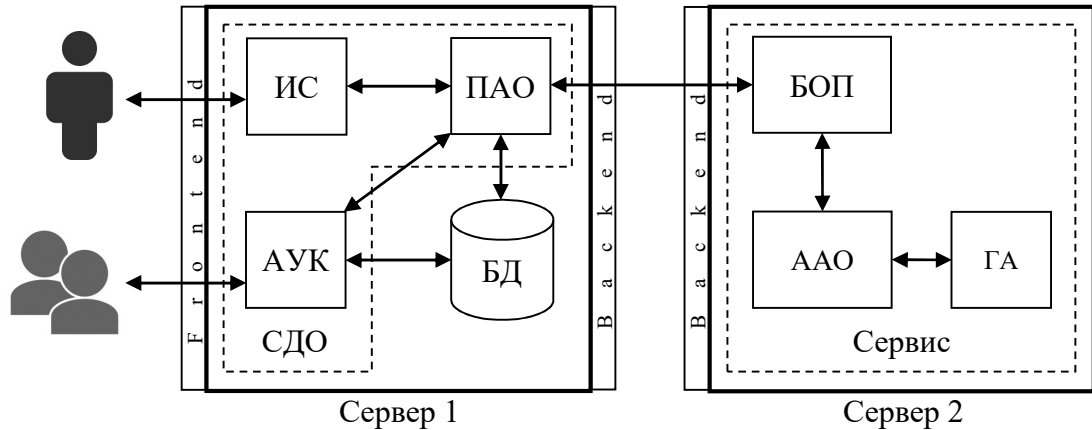 Frontend
ИС
ПАО
АУК
БД
СДО
Backend
Сервер 1
Backend
БОП
ААО
ГА
Сервис
Сервер 2